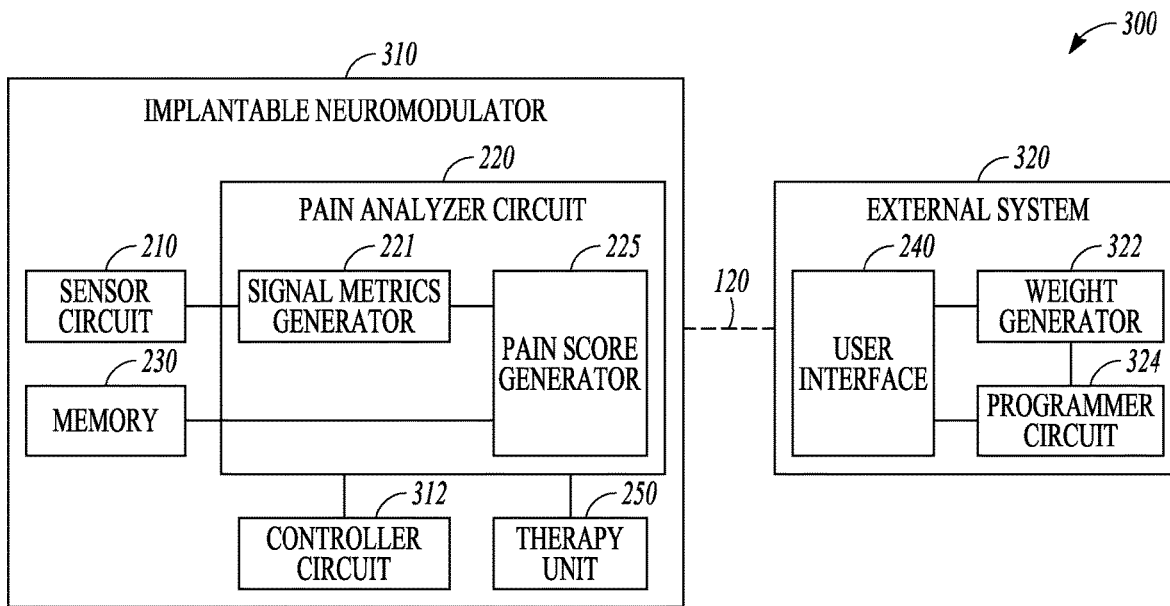 300
310
IMPLANTABLE NEUROMODULATOR
220
PAIN ANALYZER CIRCUIT
210
SENSOR
CIRCUIT
221
SIGNAL METRICS
GENERATOR
225
PAIN SCORE
GENERATOR
230
MEMORY
312
CONTROLLER
CIRCUIT
250
THERAPY
UNIT
120
320
EXTERNAL SYSTEM
240
USER
INTERFACE
322
WEIGHT
GENERATOR
324
PROGRAMMER
CIRCUIT